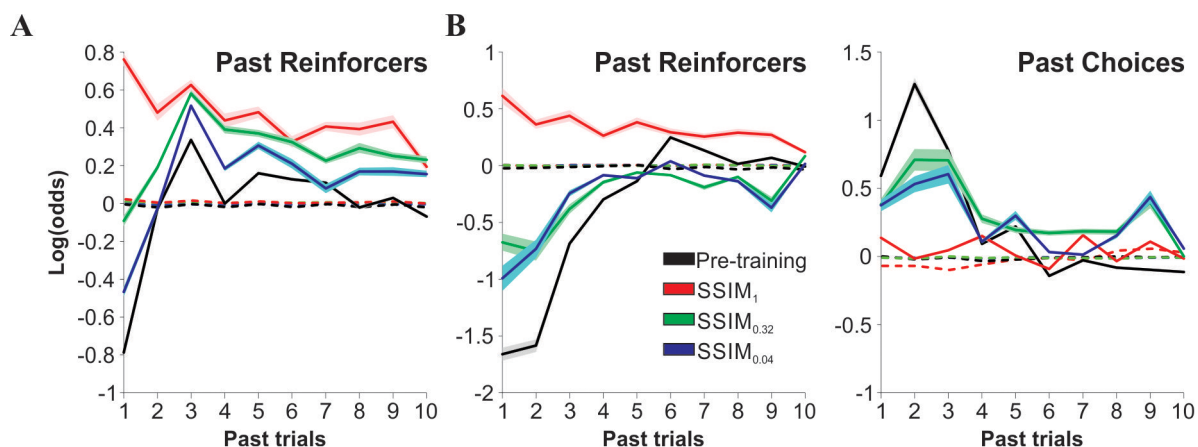 A
Past Reinforcers
Log(odds)
0.8
0.6
0.4
0.2
0
-0.2
-0.4
-0.6
-0.8
-1
1 2 3 4 5 6 7 8 9 10
Past trials
B
Past Reinforcers
1
0.5
0
-0.5
-1
-1.5
-2
Pre-training
SSIM1
SSIM0.32
SSIM0.04
1 2 3 4 5 6 7 8 9 10
Past trials
Past Choices
1.5
1
0.5
0
-0.5
-1
1 2 3 4 5 6 7 8 9 10
Past trials